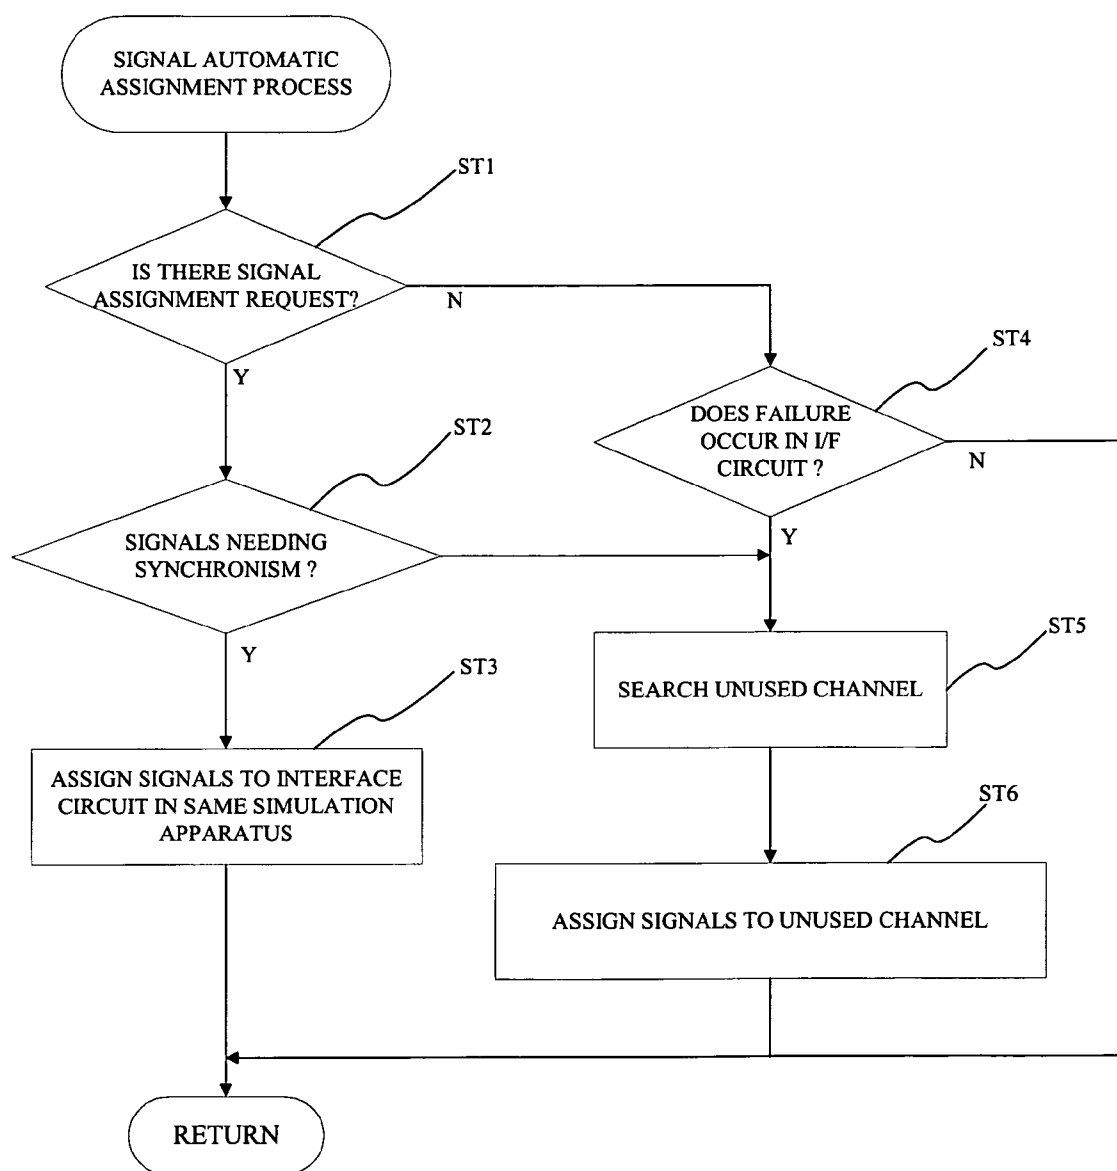 SIGNAL AUTOMATIC
ASSIGNMENT PROCESS
ST1
IS THERE SIGNAL
ASSIGNMENT REQUEST?
N
Y
ST4
DOES FAILURE
OCCUR IN I/F
CIRCUIT ?
N
Y
ST2
SIGNALS NEEDING
SYNCHRONISM ?
Y
ST3
ASSIGN SIGNALS TO INTERFACE
CIRCUIT IN SAME SIMULATION
APPARATUS
ST5
SEARCH UNUSED CHANNEL
ST6
ASSIGN SIGNALS TO UNUSED CHANNEL
RETURN